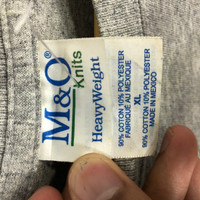 M&O®
Knits
HeavyWeight
90% COTTON 10% POLYESTER
FABRIQUÉ AU MEXIQUE
XL
90% COTTON 10% POLYESTER
MADE IN MEXICO